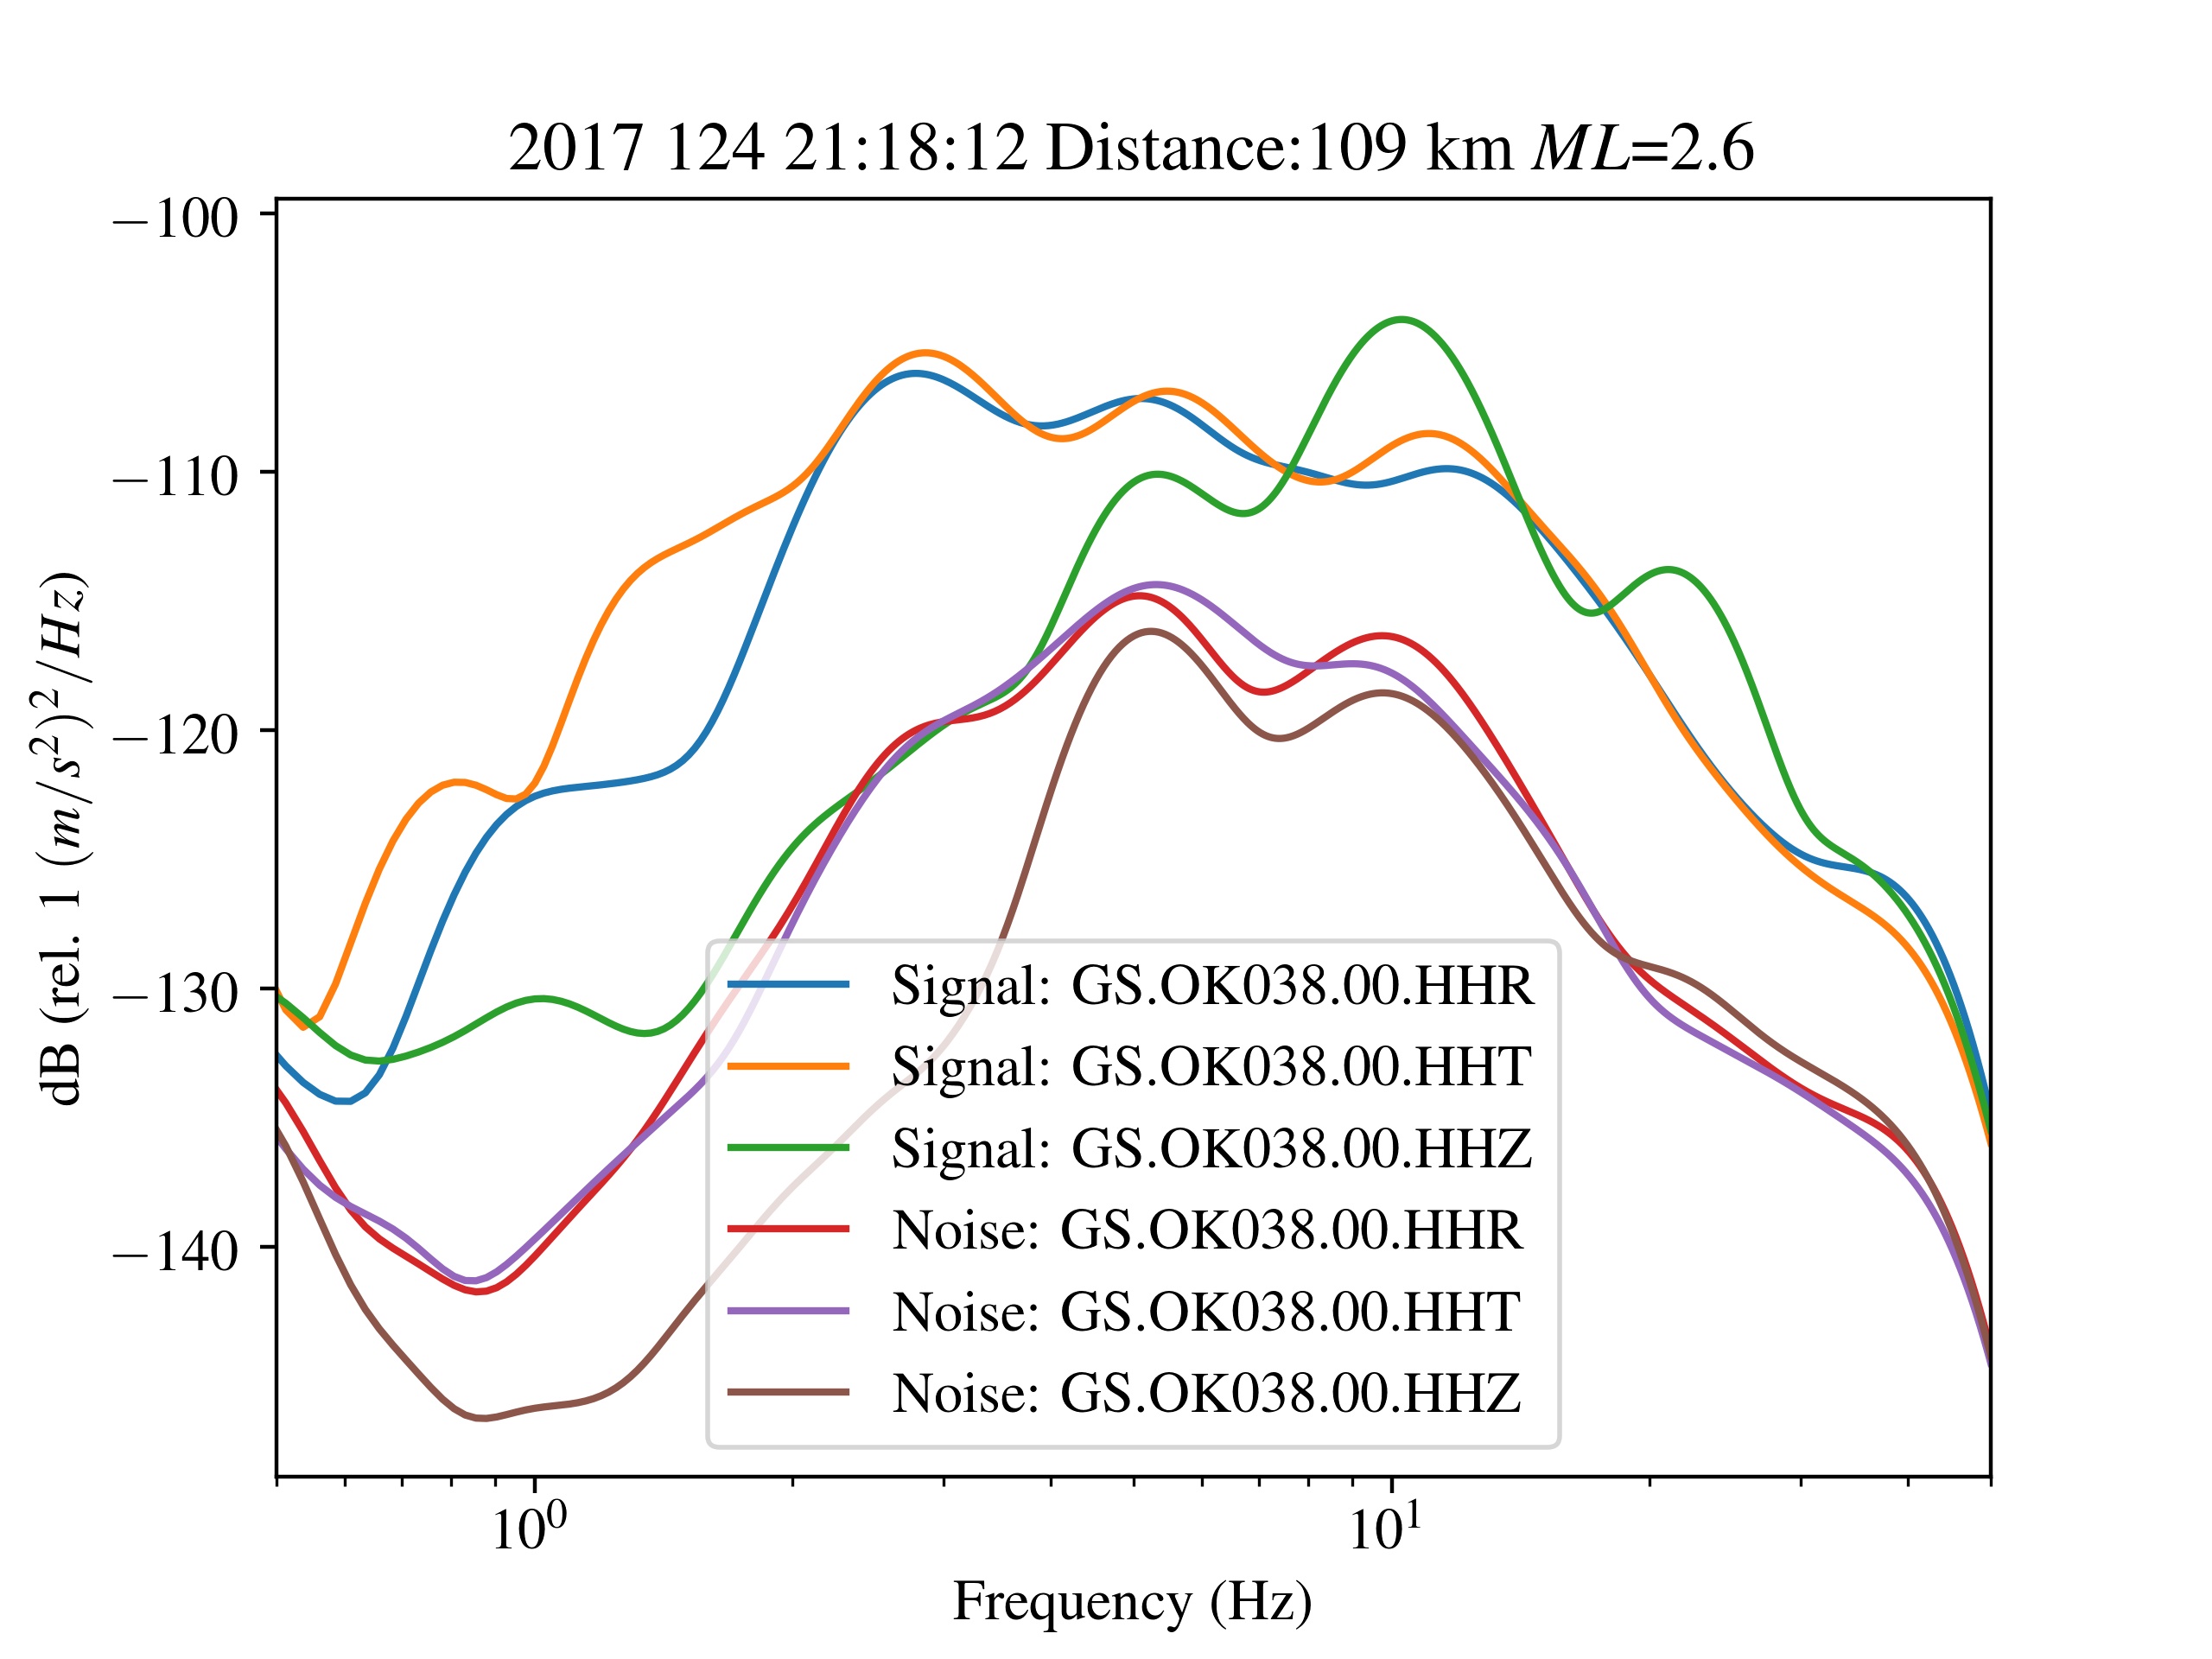 2017 124 21:18:12 Distance:109 km ML=2.6
−100
−110
−120
−130
−140
dB (rel. 1 (m/s²)²/Hz)
Signal: GS.OK038.00.HHR
Signal: GS.OK038.00.HHT
Signal: GS.OK038.00.HHZ
Noise: GS.OK038.00.HHR
Noise: GS.OK038.00.HHT
Noise: GS.OK038.00.HHZ
10⁰ 10¹
Frequency (Hz)